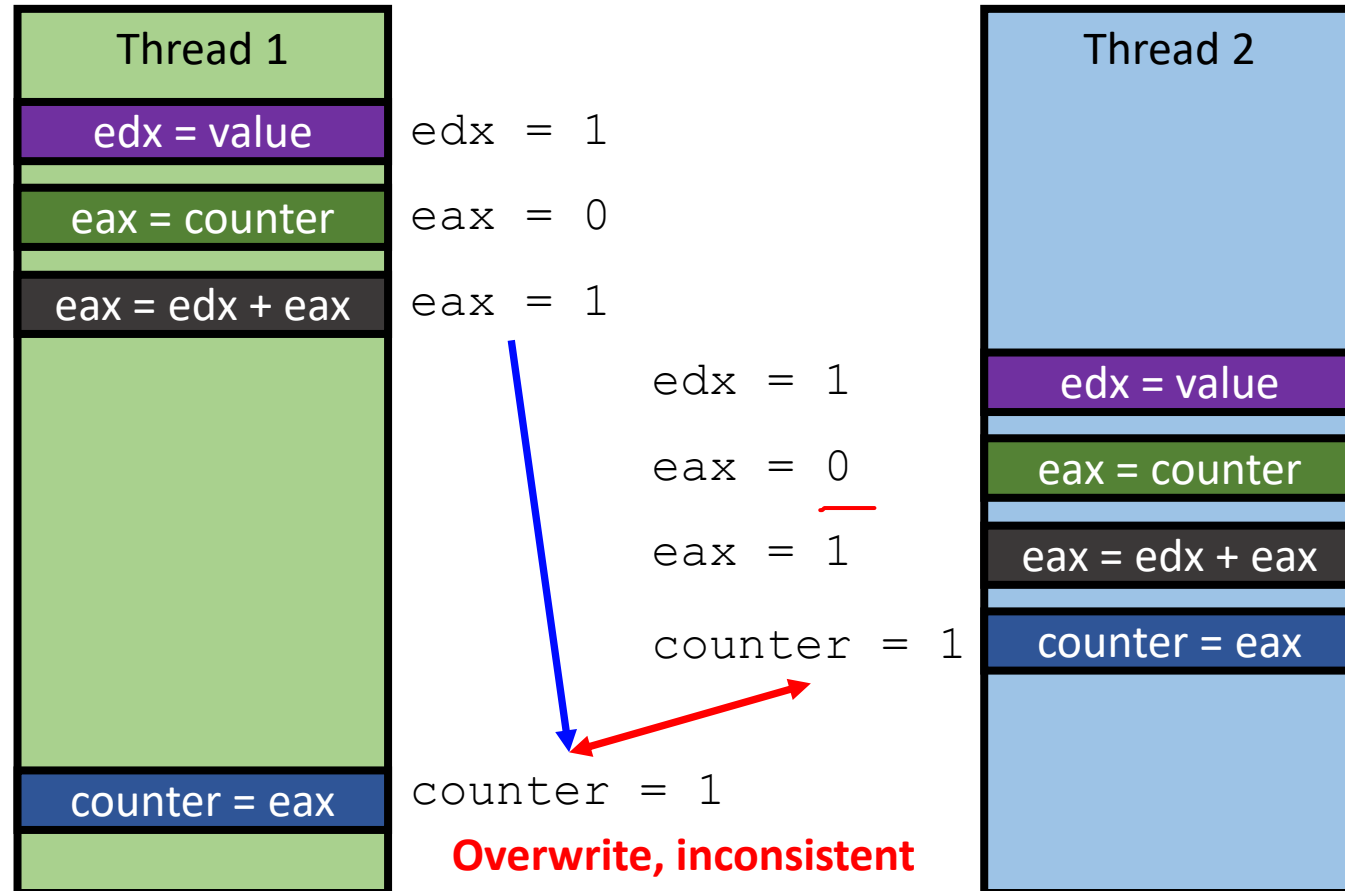 Thread 1
Thread 2
edx = value
edx = 1
eax = counter
eax = 0
eax = edx + eax
eax = 1
edx = 1
edx = value
eax = 0
eax = counter
eax = 1
eax = edx + eax
counter = 1
counter = eax
counter = eax
counter = 1
Overwrite, inconsistent